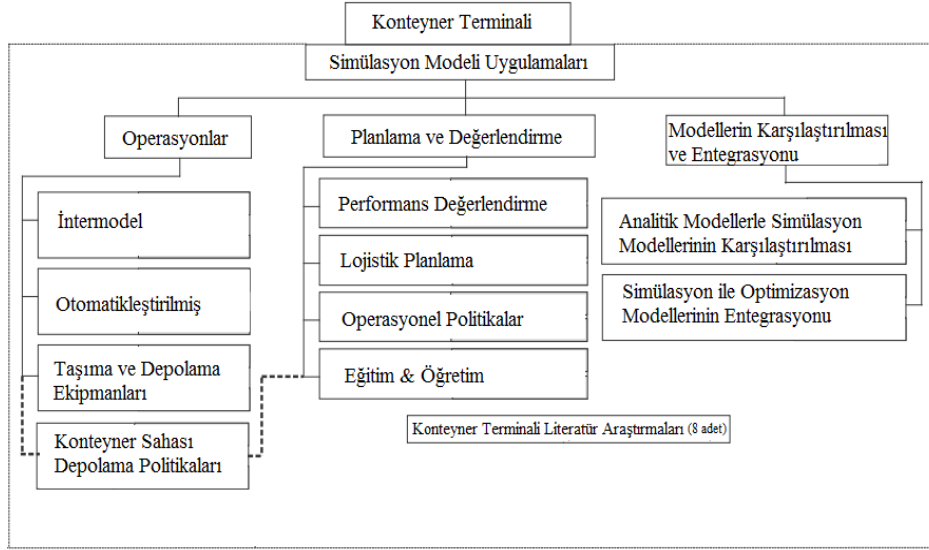 Konteyner Terminali
Simülasyon Modeli Uygulamaları
Operasyonlar
İntermodel
Otomatikleştirilmiş
Taşıma ve Depolama
Ekipmanları
Konteyner Sahası
Depolama Politikaları
Planlama ve Değerlendirme
Performans Değerlendirme
Lojistik Planlama
Operasyonel Politikalar
Eğitim & Öğretim
Modellerin Karşılaştırılması
ve Entegrasyonu
Analitik Modellerle Simülasyon
Modellerinin Karşılaştırılması
Simülasyon ile Optimizasyon
Modellerinin Entegrasyonu
Konteyner Terminali Literatür Araştırmaları (8 adet)